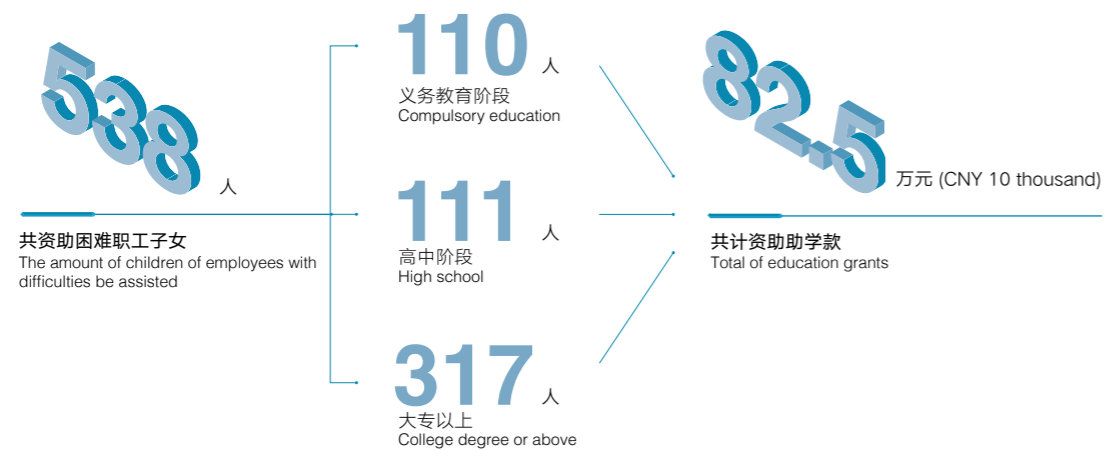 538 人
共资助困难职工子女
The amount of children of employees with
difficulties be assisted
110 人
义务教育阶段
Compulsory education
111 人
高中阶段
High school
317 人
大专以上
College degree or above
82.5 万元 (CNY 10 thousand)
共计资助助学款
Total of education grants